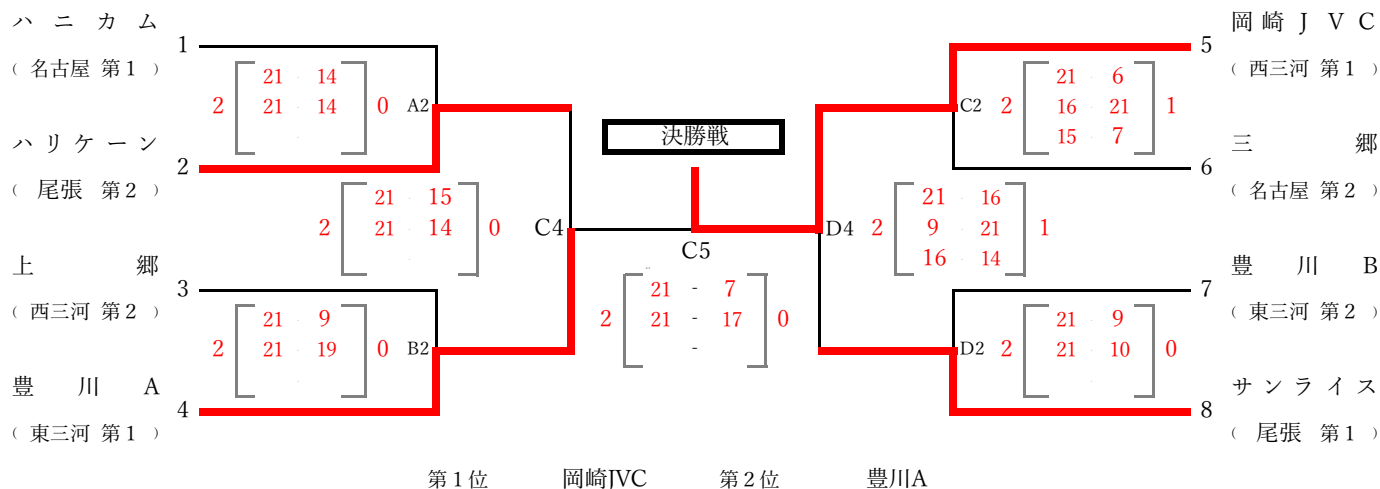 ハニカム
1
（ 名古屋 第１ ）
21 14
2 21 14 0 A2
ハリケーン
2
（ 尾張 第２ ）
21 15
2 21 14 0 C4
上郷
3
（ 西三河 第２ ）
21 9
2 21 19 0 B2
豊川A
4
（ 東三河 第１ ）
決勝戦
C5
21 - 7
2 21 - 17 0
-
岡崎ＪＶＣ
5
（ 西三河 第１ ）
21 6
C2 2 16 21 1
15 7
三郷
6
（ 名古屋 第２ ）
21 16
D4 2 9 21 1
16 14
豊川B
7
（ 東三河 第２ ）
21 9
D2 2 21 10 0
サンライス
8
（ 尾張 第１ ）
第１位 岡崎JVC 第２位 豊川A